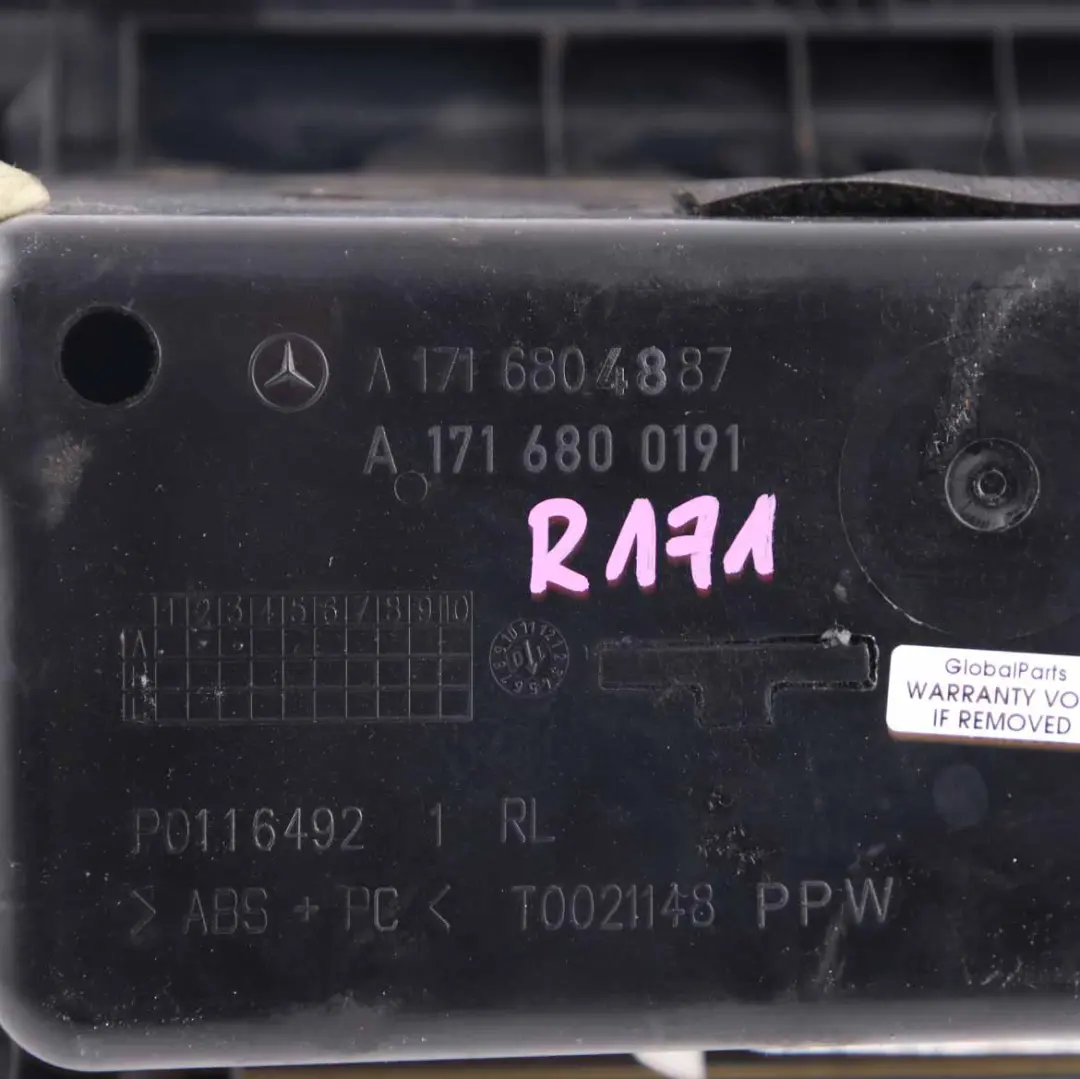 A 171 680 48 87
A 171 680 0191
R171
1 2 3 4 5 6 7 8 9 10
A
GlobalParts
WARRANTY VO
IF REMOVED
P0116492 1 RL
> ABS + PC < T0021148 PPW